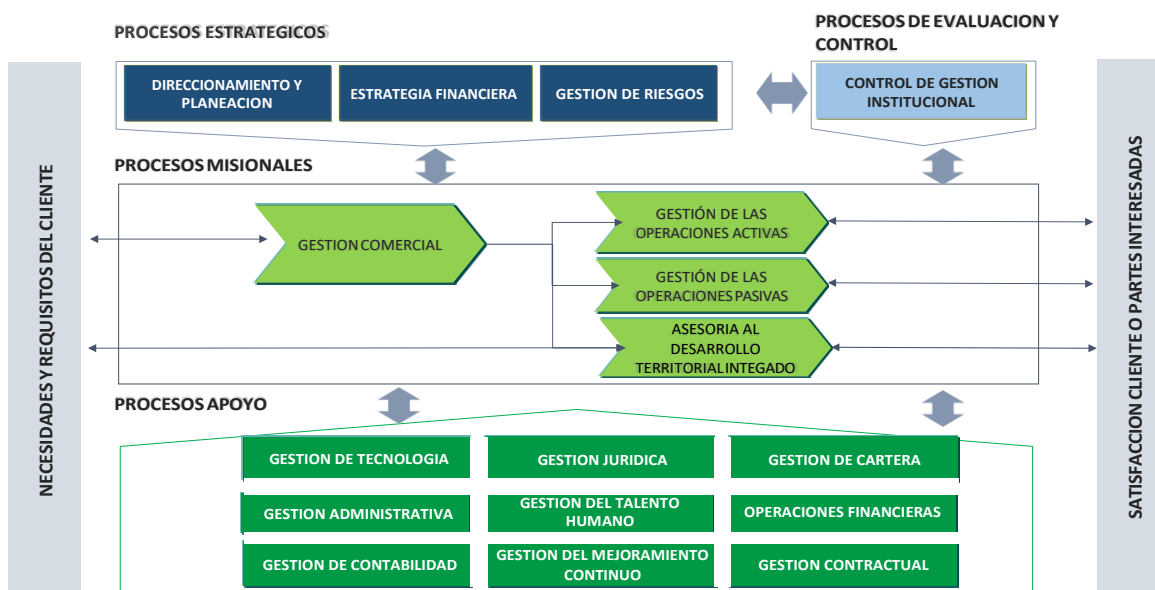 PROCESOS ESTRATEGICOS
PROCESOS DE EVALUACION Y
CONTROL
DIRECCIONAMIENTO Y
PLANEACION
ESTRATEGIA FINANCIERA
GESTION DE RIESGOS
CONTROL DE GESTION
INSTITUCIONAL
NECESIDADES Y REQUISITOS DEL CLIENTE
PROCESOS MISIONALES
GESTION COMERCIAL
GESTIÓN DE LAS
OPERACIONES ACTIVAS
GESTIÓN DE LAS
OPERACIONES PASIVAS
ASESORIA AL
DESARROLLO
TERRITORIAL INTEGADO
SATISFACCION CLIENTE O PARTES INTERESADAS
PROCESOS APOYO
GESTION DE TECNOLOGIA
GESTION JURIDICA
GESTION DE CARTERA
GESTION ADMINISTRATIVA
GESTION DEL TALENTO
HUMANO
OPERACIONES FINANCIERAS
GESTION DE CONTABILIDAD
GESTION DEL MEJORAMIENTO
CONTINUO
GESTION CONTRACTUAL